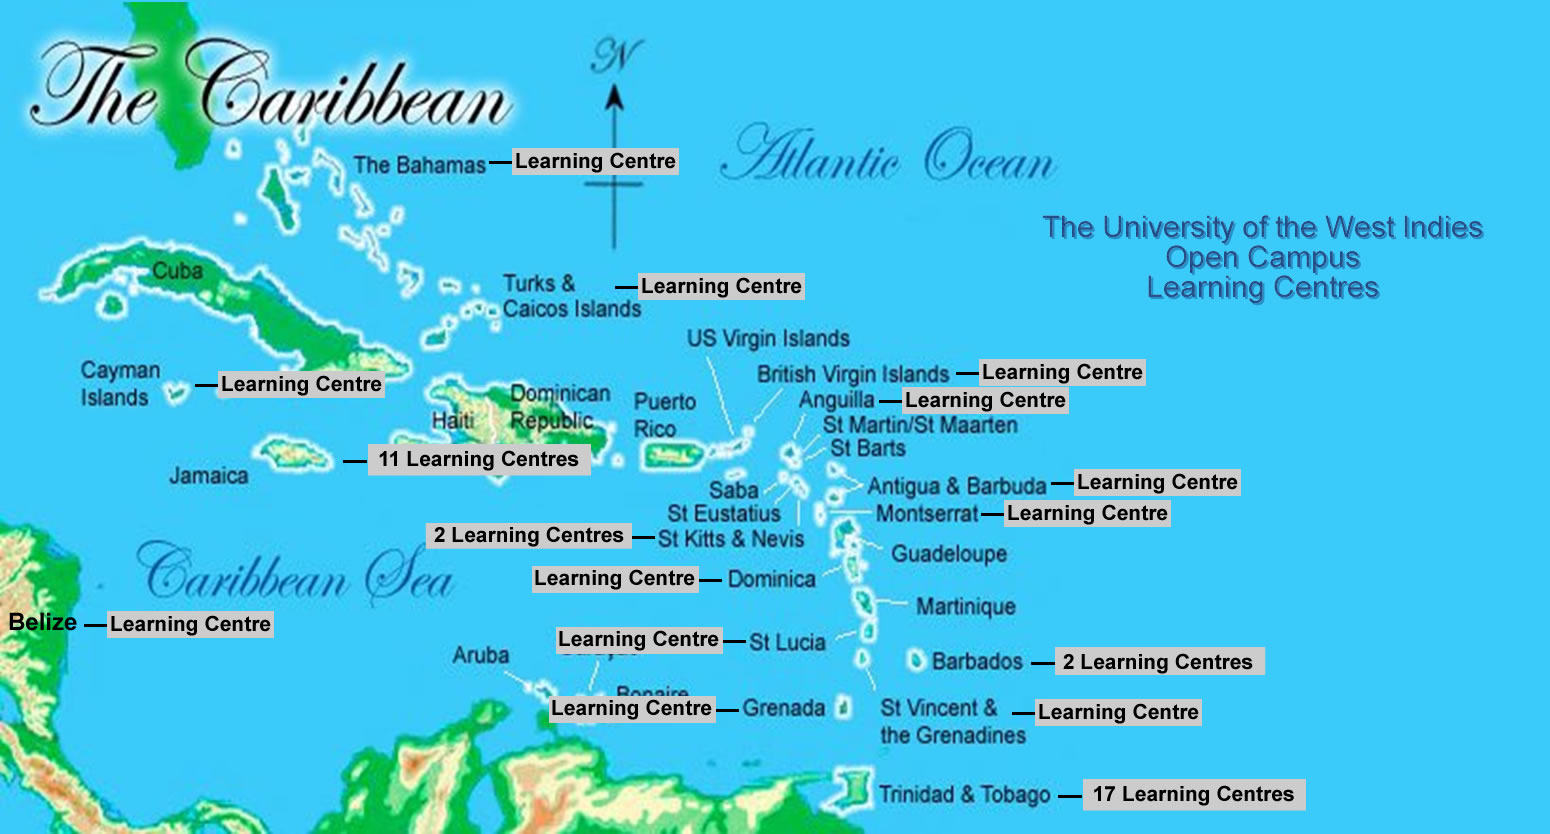 The Caribbean
N
The Bahamas
Learning Centre
Atlantic Ocean
The University of the West Indies
Open Campus
Learning Centres
Cuba
Turks &
Caicos Islands
Learning Centre
US Virgin Islands
Cayman
Islands
Learning Centre
British Virgin Islands
Learning Centre
Dominican
Republic
Haiti
Puerto
Rico
Anguilla
Learning Centre
St Martin/St Maarten
St Barts
Jamaica
11 Learning Centres
Saba
Antigua & Barbuda
Learning Centre
St Eustatius
Montserrat
Learning Centre
2 Learning Centres
St Kitts & Nevis
Guadeloupe
Caribbean Sea
Learning Centre
Dominica
Martinique
Belize
Learning Centre
Learning Centre
St Lucia
Aruba
Barbados
2 Learning Centres
Bonaire
Learning Centre
Grenada
St Vincent &
the Grenadines
Learning Centre
Trinidad & Tobago
17 Learning Centres